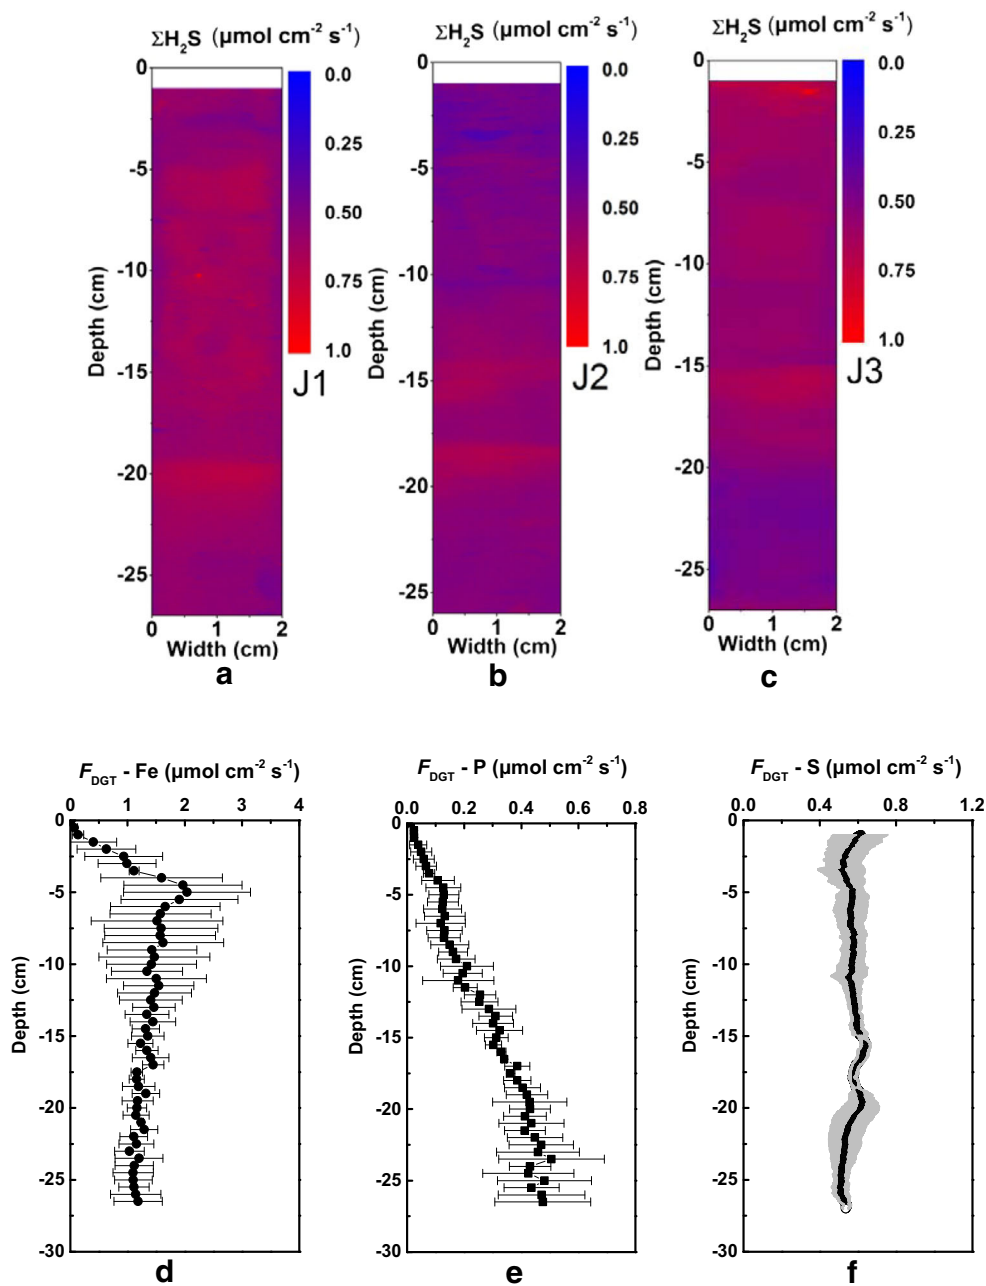 ΣH₂S (μmol cm⁻² s⁻¹)
0
-5
-10
-15
-20
-25
Depth (cm)
0 1 2
Width (cm)
0.0
0.25
0.50
0.75
1.0
J1
a
ΣH₂S (μmol cm⁻² s⁻¹)
0
-5
-10
-15
-20
-25
Depth (cm)
0 1 2
Width (cm)
0.0
0.25
0.50
0.75
1.0
J2
b
ΣH₂S (μmol cm⁻² s⁻¹)
0
-5
-10
-15
-20
-25
Depth (cm)
0 1 2
Width (cm)
0.0
0.25
0.50
0.75
1.0
J3
c
F_DGT - Fe (μmol cm⁻² s⁻¹)
0 1 2 3 4
0
-5
-10
-15
-20
-25
-30
Depth (cm)
d
F_DGT - P (μmol cm⁻² s⁻¹)
0.0 0.2 0.4 0.6 0.8
0
-5
-10
-15
-20
-25
-30
Depth (cm)
e
F_DGT - S (μmol cm⁻² s⁻¹)
0.0 0.4 0.8 1.2
0
-5
-10
-15
-20
-25
-30
Depth (cm)
f